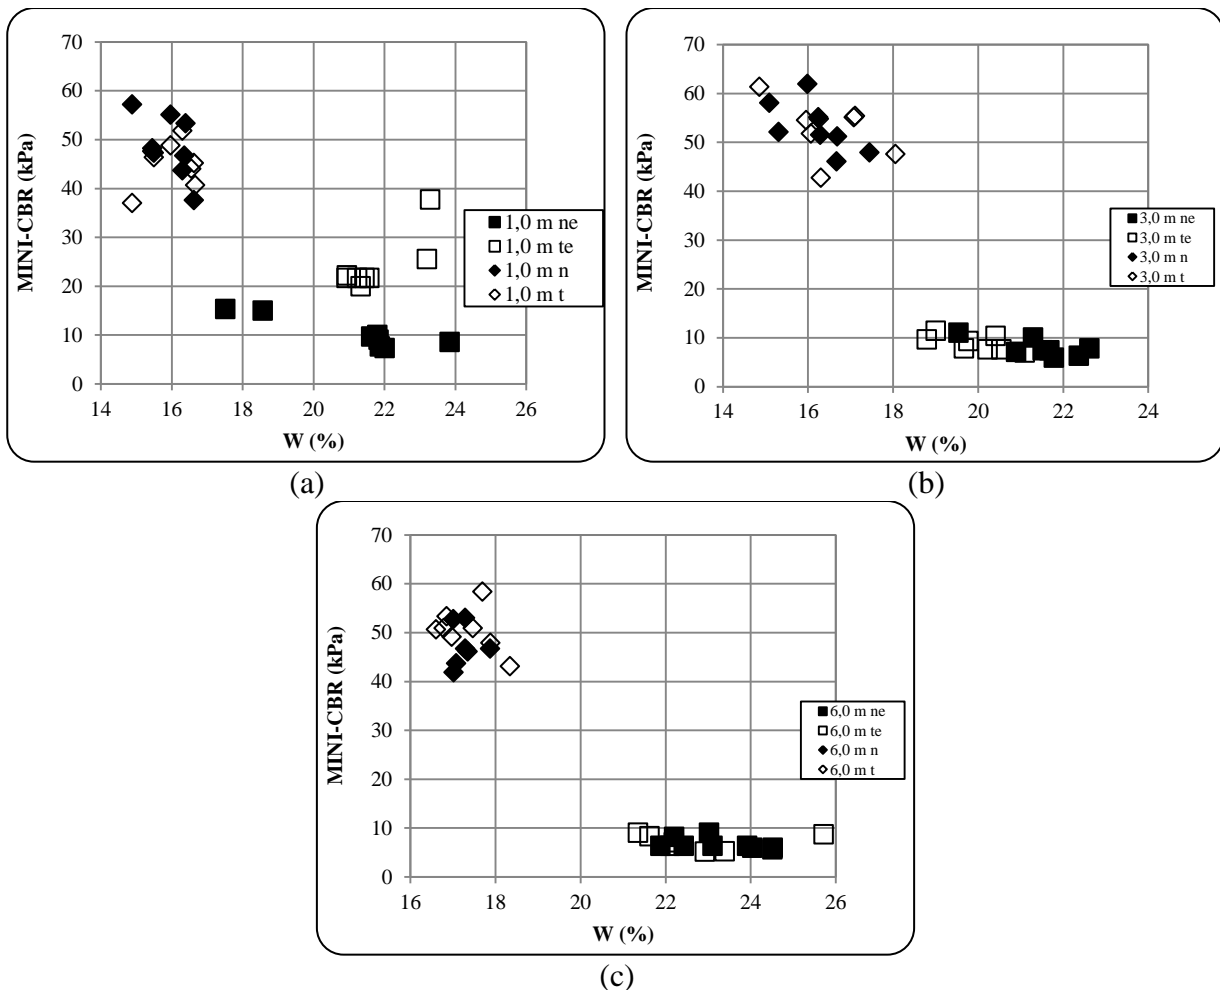 70
60
50
40
30
20
10
0
MINI-CBR (kPa)
14 16 18 20 22 24 26
W (%)
1,0 m ne
1,0 m te
1,0 m n
1,0 m t
(a)
70
60
50
40
30
20
10
0
MINI-CBR (kPa)
14 16 18 20 22 24
W (%)
3,0 m ne
3,0 m te
3,0 m n
3,0 m t
(b)
70
60
50
40
30
20
10
0
MINI-CBR (kPa)
16 18 20 22 24 26
W (%)
6,0 m ne
6,0 m te
6,0 m n
6,0 m t
(c)